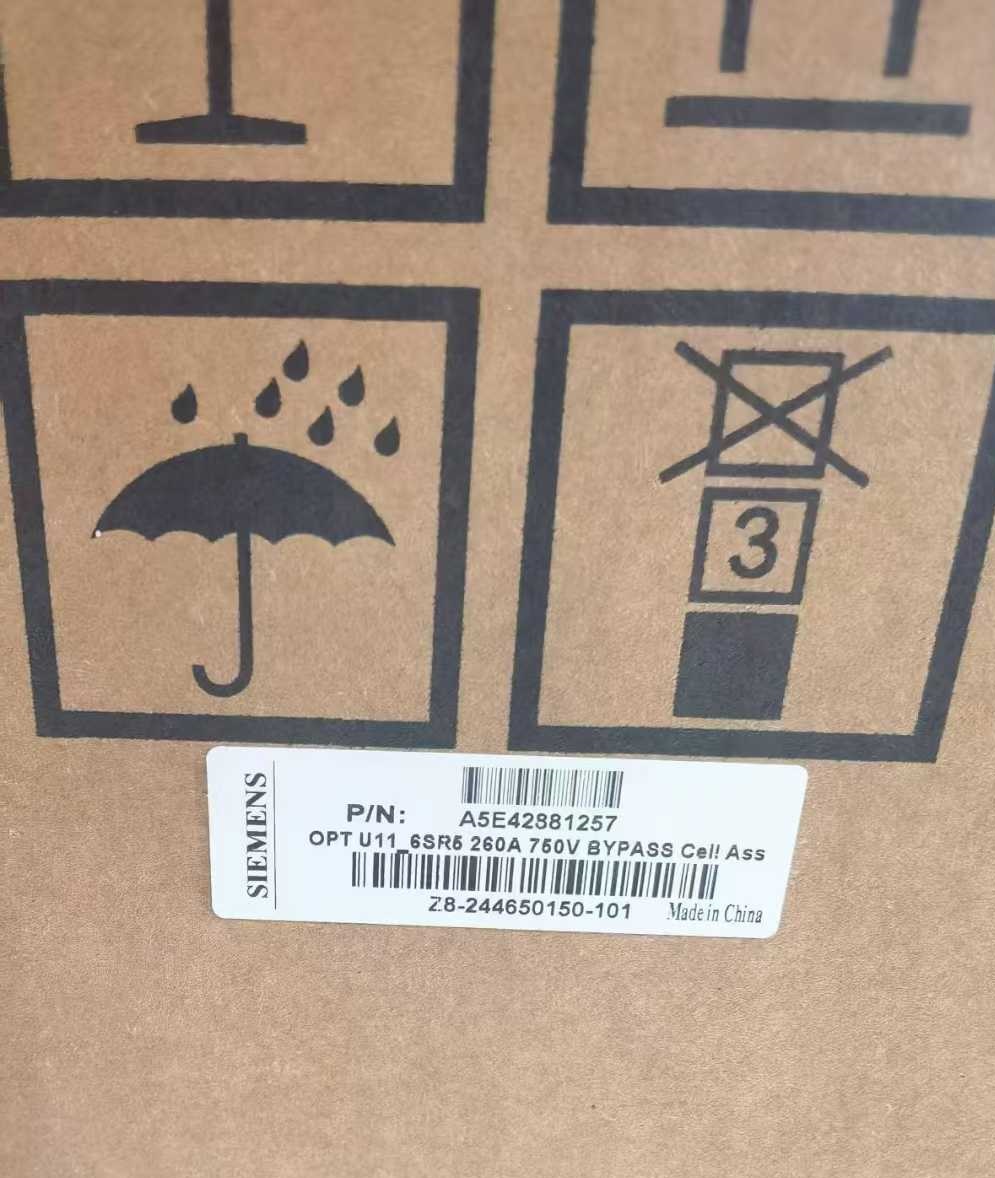 3
SIEMENS
P/N: A5E42881257
OPT U11_6SR5 260A 750V BYPASS Cell Ass
Z8-244650150-101 Made in China